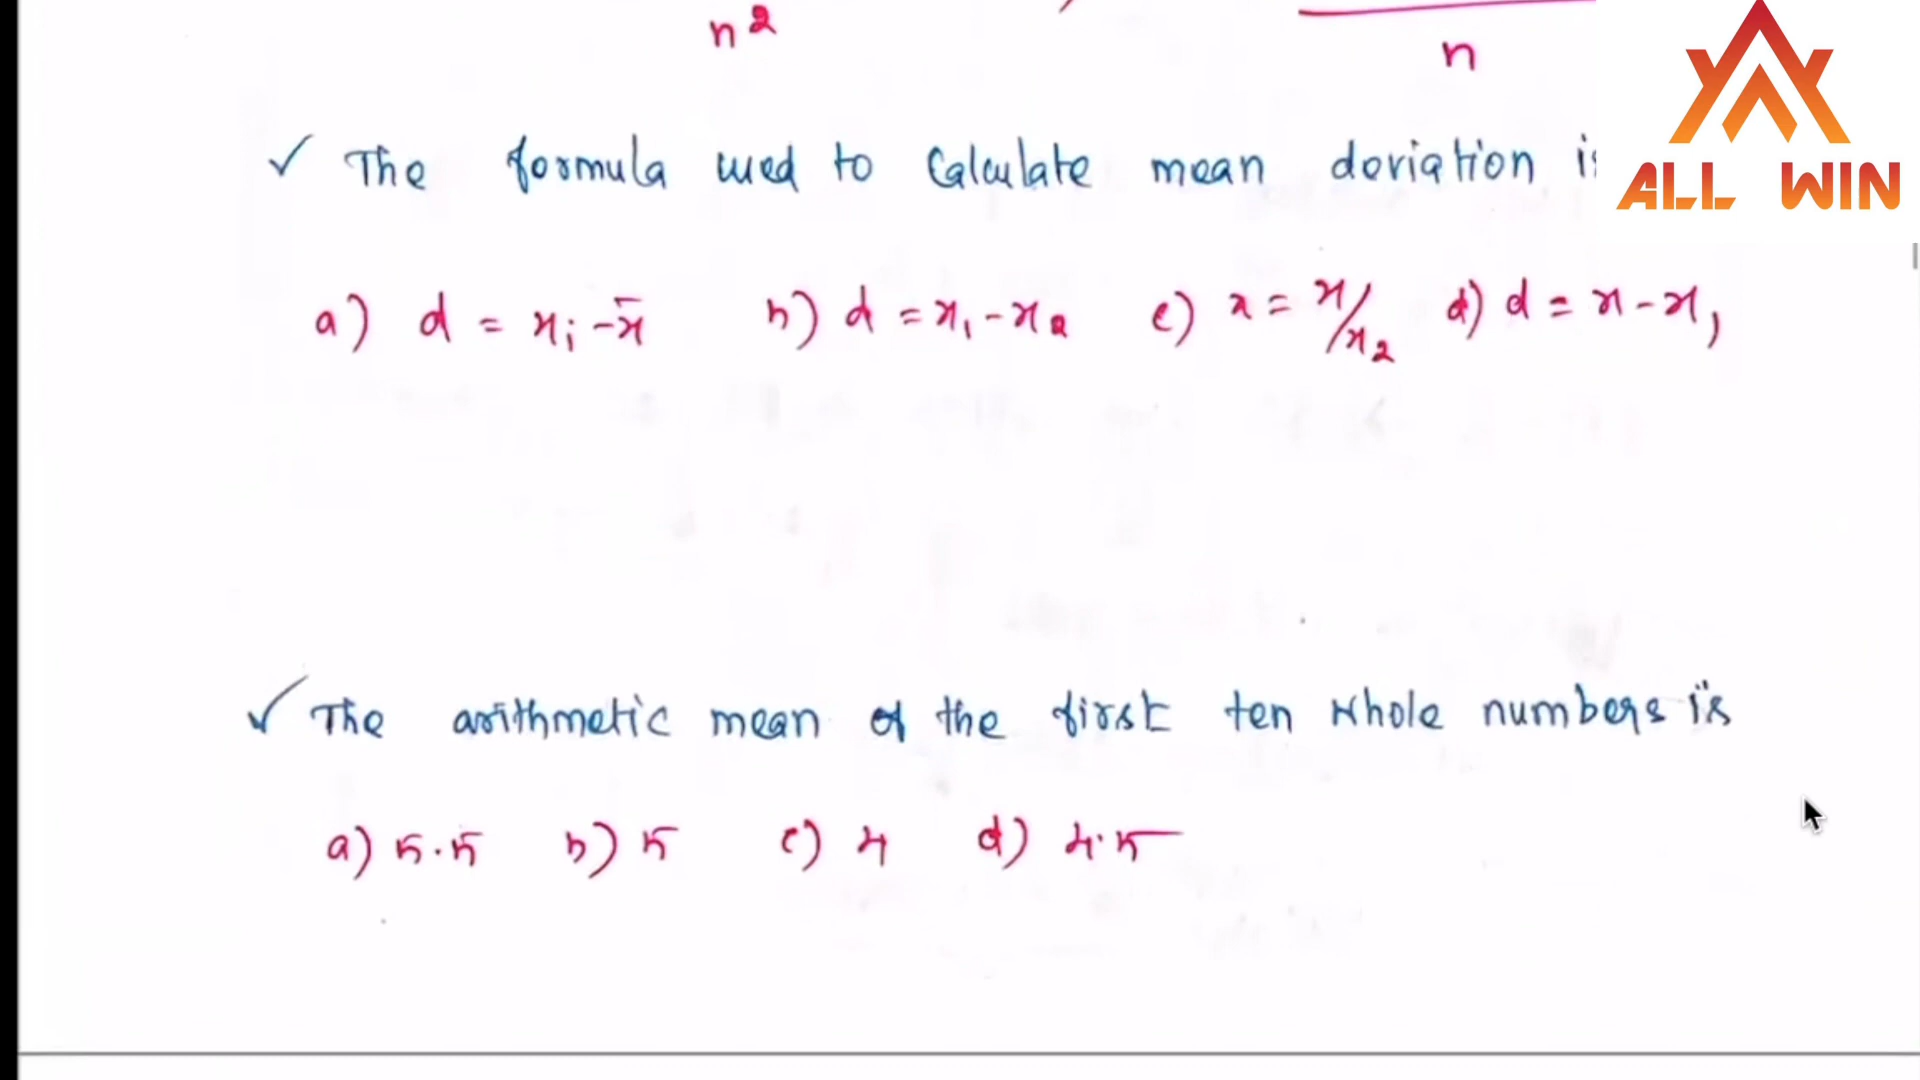 n²
n
ALL WIN
✓ The formula used to Calculate mean deviation is
a) d = xᵢ - x̄ b) d = x₁ - x₂ c) x = x/x₂ d) d = x - x₁
✓ The arithmetic mean of the first ten whole numbers is
a) 5.5 b) 5 c) 4 d) 4.5